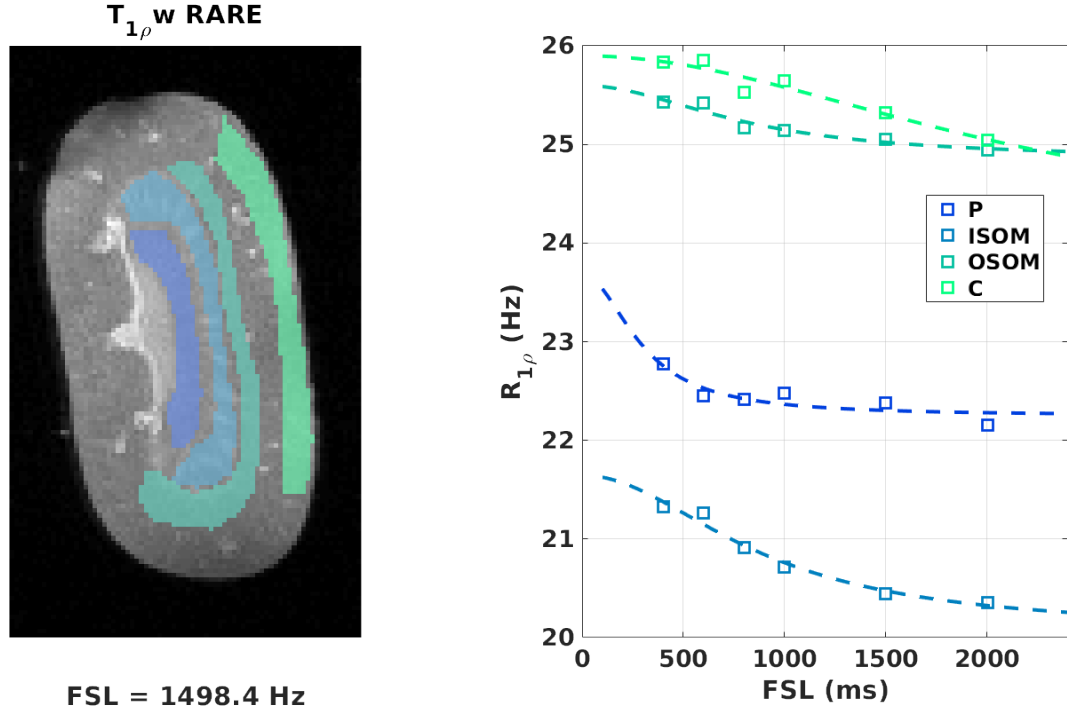 T1ρw RARE
FSL = 1498.4 Hz
R1ρ (Hz)
26
25
24
23
22
21
20
0 500 1000 1500 2000
FSL (ms)
P
ISOM
OSOM
C